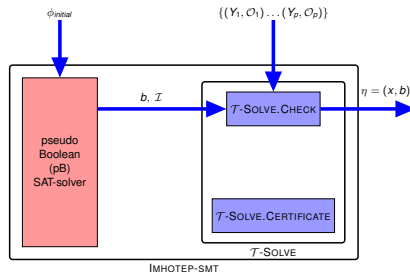 ϕinitial
{(Y1, O1) ... (Yp, Op)}
b, I
η = (x, b)
pseudo
Boolean
(pB)
SAT-solver
T-SOLVE.CHECK
T-SOLVE.CERTIFICATE
T-SOLVE
IMHOTEP-SMT